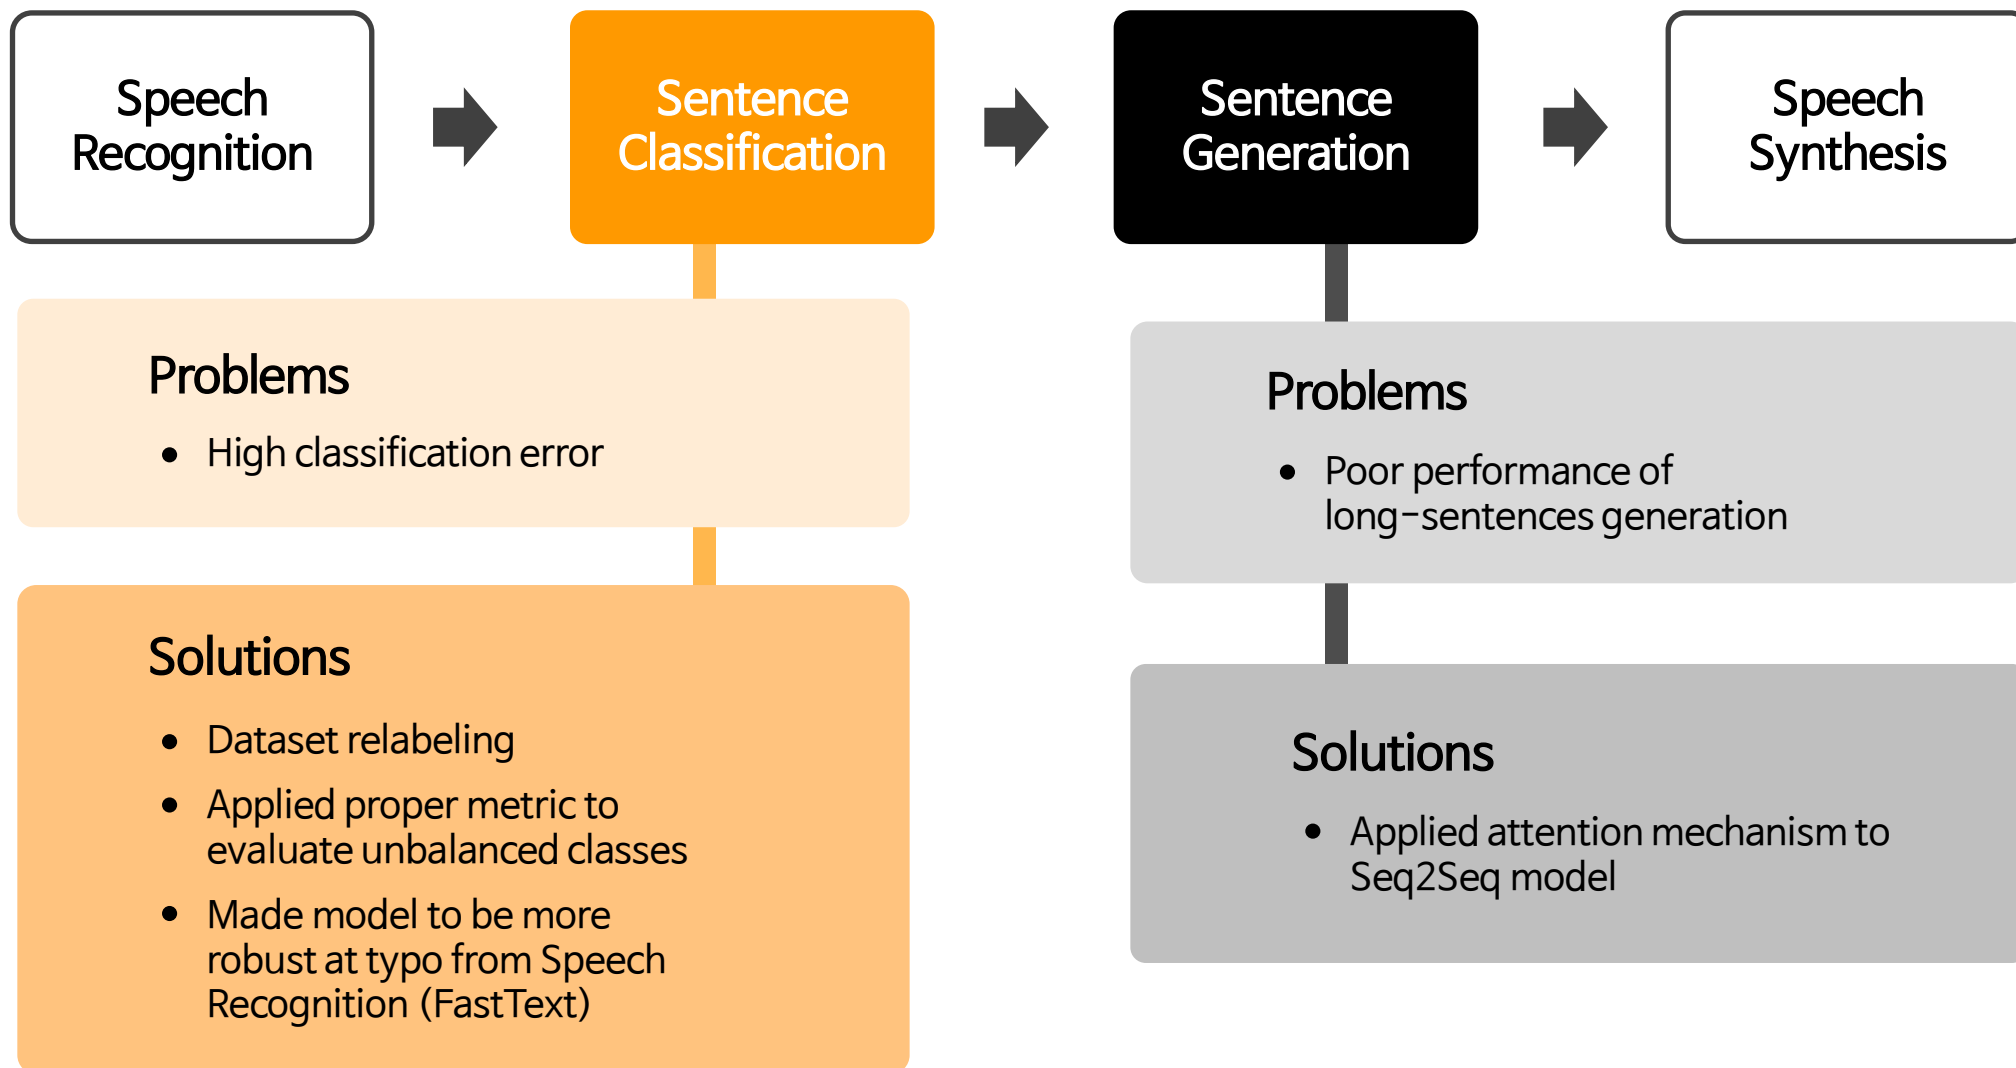 Speech
Recognition
Sentence
Classification
Sentence
Generation
Speech
Synthesis
Problems
• High classification error
Solutions
• Dataset relabeling
• Applied proper metric to
evaluate unbalanced classes
• Made model to be more
robust at typo from Speech
Recognition (FastText)
Problems
• Poor performance of
long-sentences generation
Solutions
• Applied attention mechanism to
Seq2Seq model